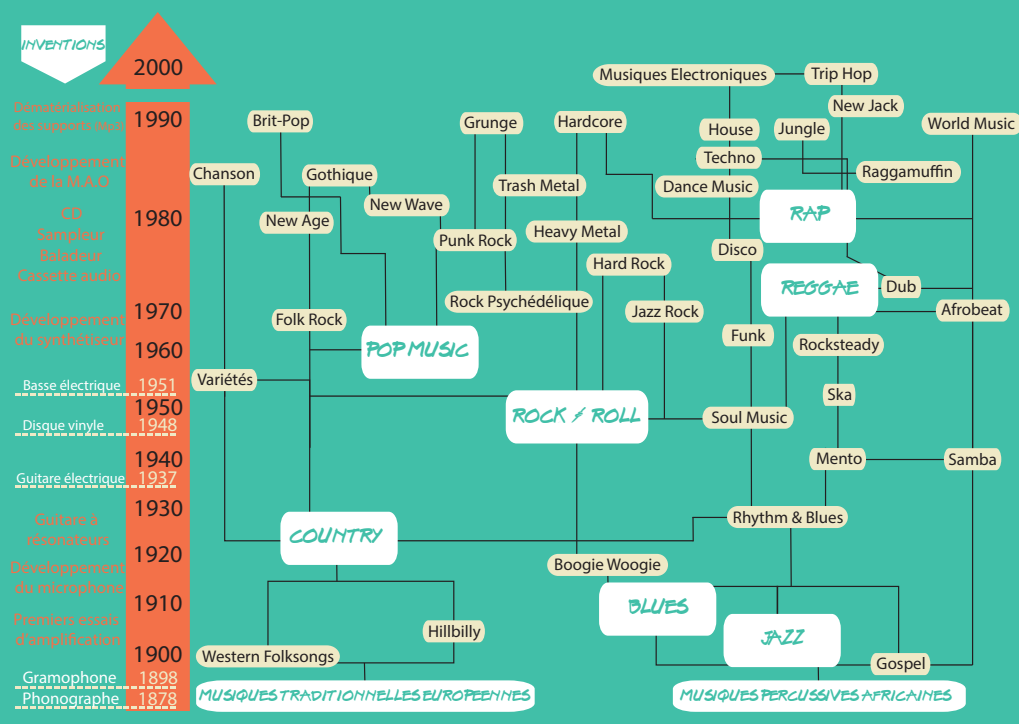 INVENTIONS
2000
Dématérialisation
des supports (Web)
1990
Développement
de la M.A.O
1980
CD
Sampleur
Baladeur
Cassette audio
1970
Développement
du synthétiseur
1960
Basse électrique 1951
1950
Disque vinyle 1948
1940
Guitare électrique 1937
1930
Guitare à
résonateurs
1920
Développement
du microphone
1910
Premiers essais
d'amplification
1900
Gramophone 1898
Phonographe 1878
Musiques Electroniques
Trip Hop
New Jack
Brit-Pop
Grunge
Hardcore
House
Jungle
World Music
Techno
Chanson
Gothique
Trash Metal
Dance Music
Raggamuffin
New Wave
RAP
New Age
Punk Rock
Heavy Metal
Disco
Hard Rock
REGGAE
Dub
Rock Psychédélique
Jazz Rock
Afrobeat
Folk Rock
POP MUSIC
Funk
Rocksteady
Variétés
Ska
ROCK & ROLL
Soul Music
Mento
Samba
COUNTRY
Rhythm & Blues
Boogie Woogie
BLUES
Hillbilly
JAZZ
Western Folksongs
Gospel
MUSIQUES TRADITIONNELLES EUROPEENNES
MUSIQUES PERCUSSIVES AFRICAINES